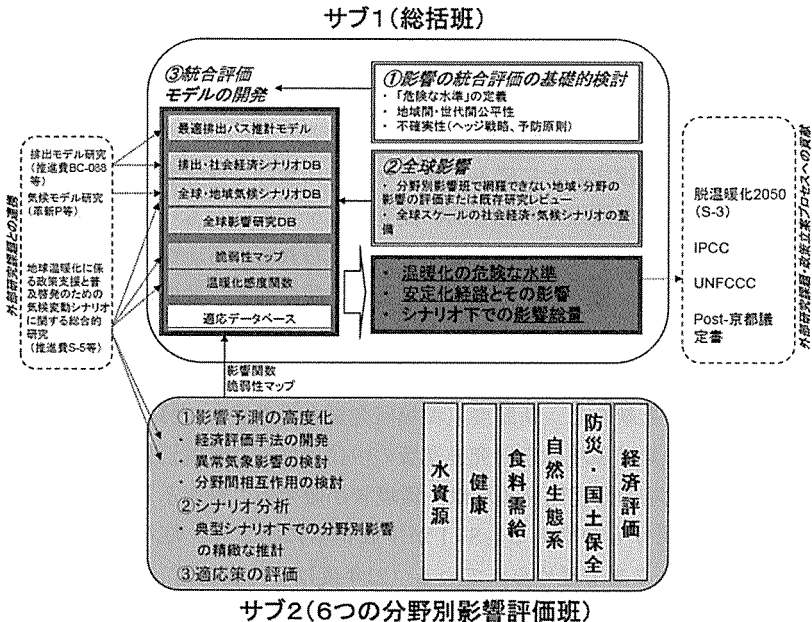 サブ1(総括班)
③統合評価
モデルの開発
最適排出パス推計モデル
排出・社会経済シナリオDB
全球・地域気候シナリオDB
全球影響研究DB
脆弱性マップ
温暖化感度関数
適応データベース
①影響の統合評価の基礎的検討
・「危険な水準」の定義
・地域間・世代間公平性
・不確実性(ヘッジ戦略、予防原則)
②全球影響
・分野別影響班で網羅できない地域・分野の
影響の評価または既存研究レビュー
・全球スケールの社会経済・気候シナリオの整
備
・温暖化の危険な水準
・安定化経路とその影響
・シナリオ下での影響総量
外部研究課題との連携
排出モデル研究
(推進費BC-088
等)
気候モデル研究
(革新P等)
地球温暖化に係
る政策支援と普
及啓発のための
気候変動シナリオ
に関する総合的
研究
(推進費S-5等)
脱温暖化2050
(S-3)
IPCC
UNFCCC
Post-京都議
定書
外部研究課題・政策立案プロセスへの貢献
影響関数
脆弱性マップ
①影響予測の高度化
・経済評価手法の開発
・異常気象影響の検討
・分野間相互作用の検討
②シナリオ分析
・典型シナリオ下での分野別影響
の精緻な推計
③適応策の評価
水資源
健康
食料需給
自然生態系
防災・国土保全
経済評価
サブ2(6つの分野別影響評価班)